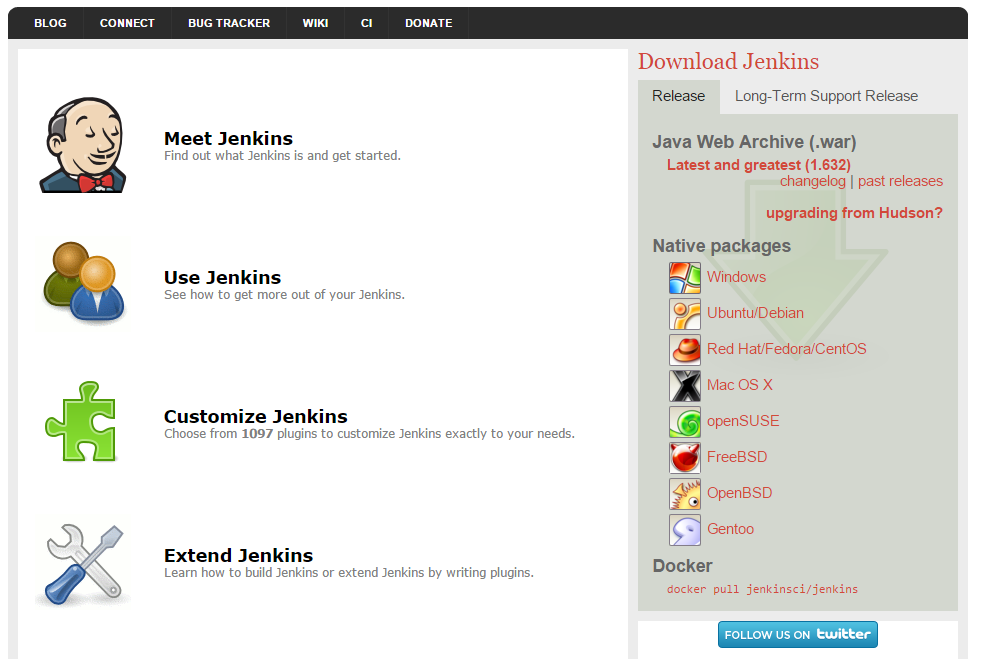 BLOG CONNECT BUG TRACKER WIKI CI DONATE
Meet Jenkins
Find out what Jenkins is and get started.
Use Jenkins
See how to get more out of your Jenkins.
Customize Jenkins
Choose from 1097 plugins to customize Jenkins exactly to your needs.
Extend Jenkins
Learn how to build Jenkins or extend Jenkins by writing plugins.
Download Jenkins
Release Long-Term Support Release
Java Web Archive (.war)
Latest and greatest (1.632)
changelog | past releases
upgrading from Hudson?
Native packages
Windows
Ubuntu/Debian
Red Hat/Fedora/CentOS
Mac OS X
openSUSE
FreeBSD
OpenBSD
Gentoo
Docker
docker pull jenkinsci/jenkins
FOLLOW US ON twitter